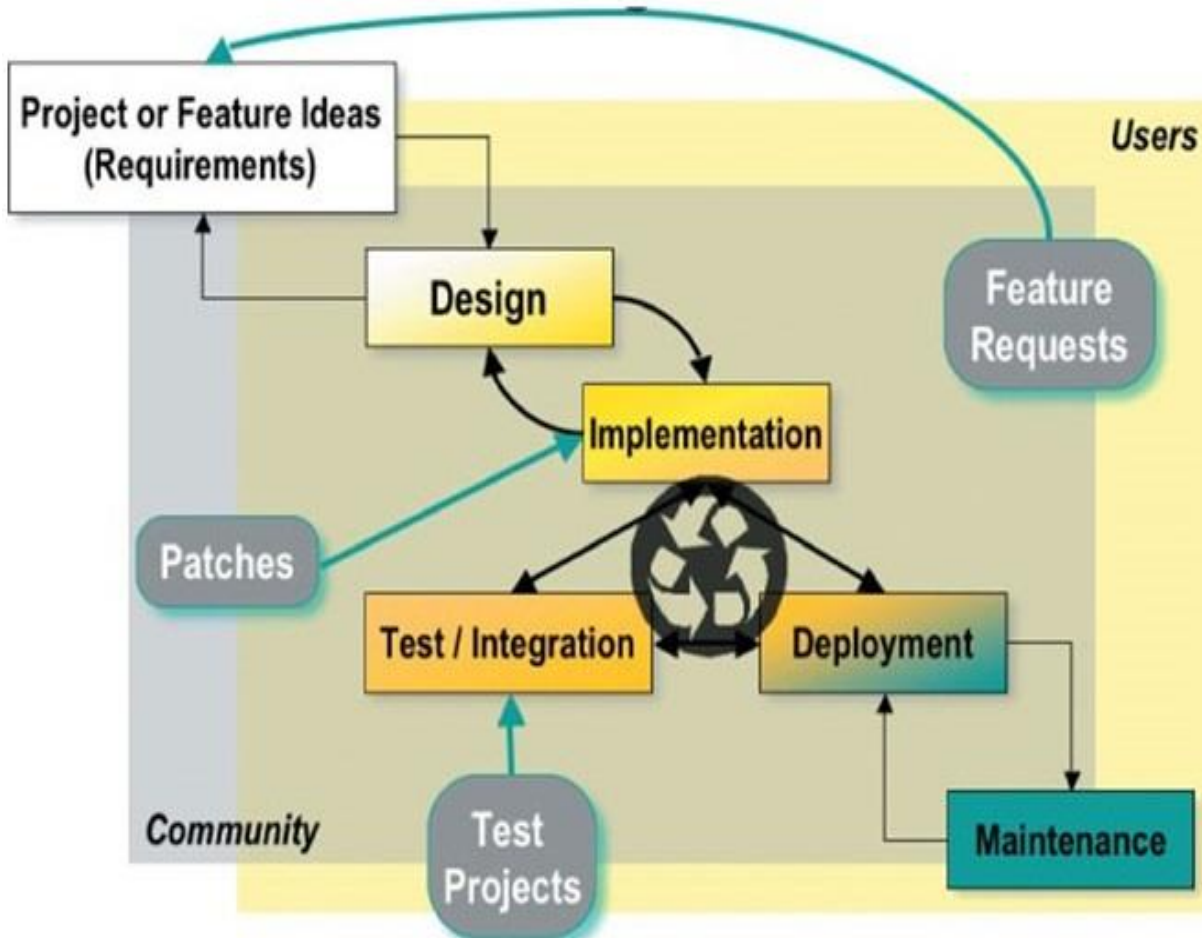 Project or Feature Ideas
(Requirements)
Users
Design
Feature
Requests
Implementation
Patches
Test / Integration
Deployment
Community
Test
Projects
Maintenance